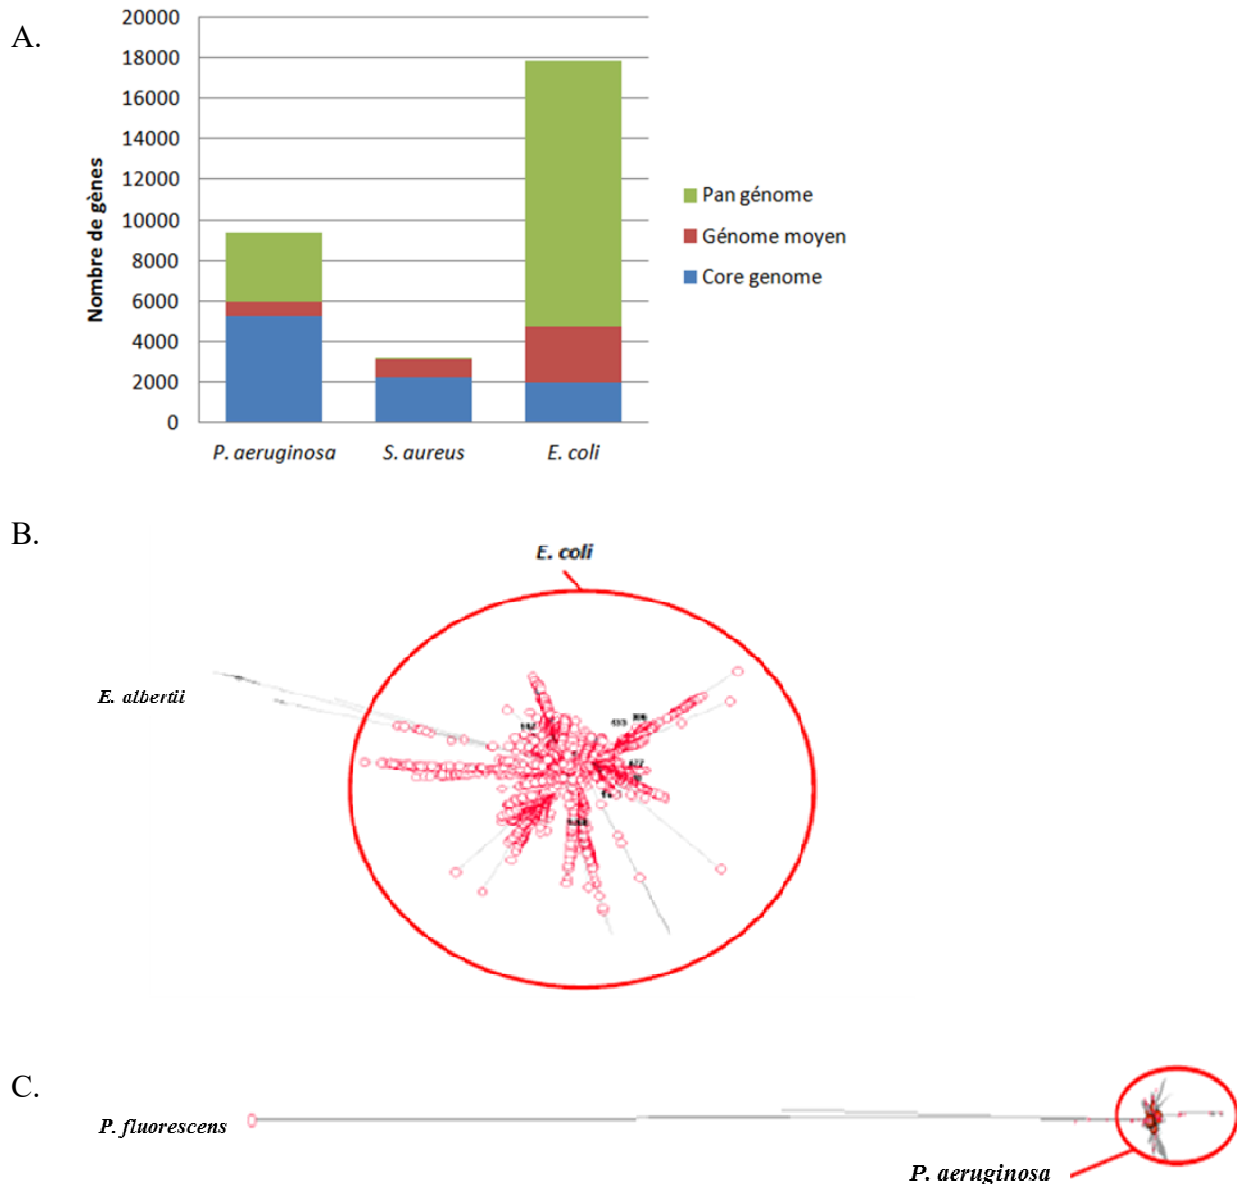 A.
20000
18000
16000
14000
12000
10000
8000
6000
4000
2000
0
Nombre de gènes
P. aeruginosa
S. aureus
E. coli
Pan génome
Génome moyen
Core genome
B.
E. coli
E. albertii
C.
P. fluorescens
P. aeruginosa